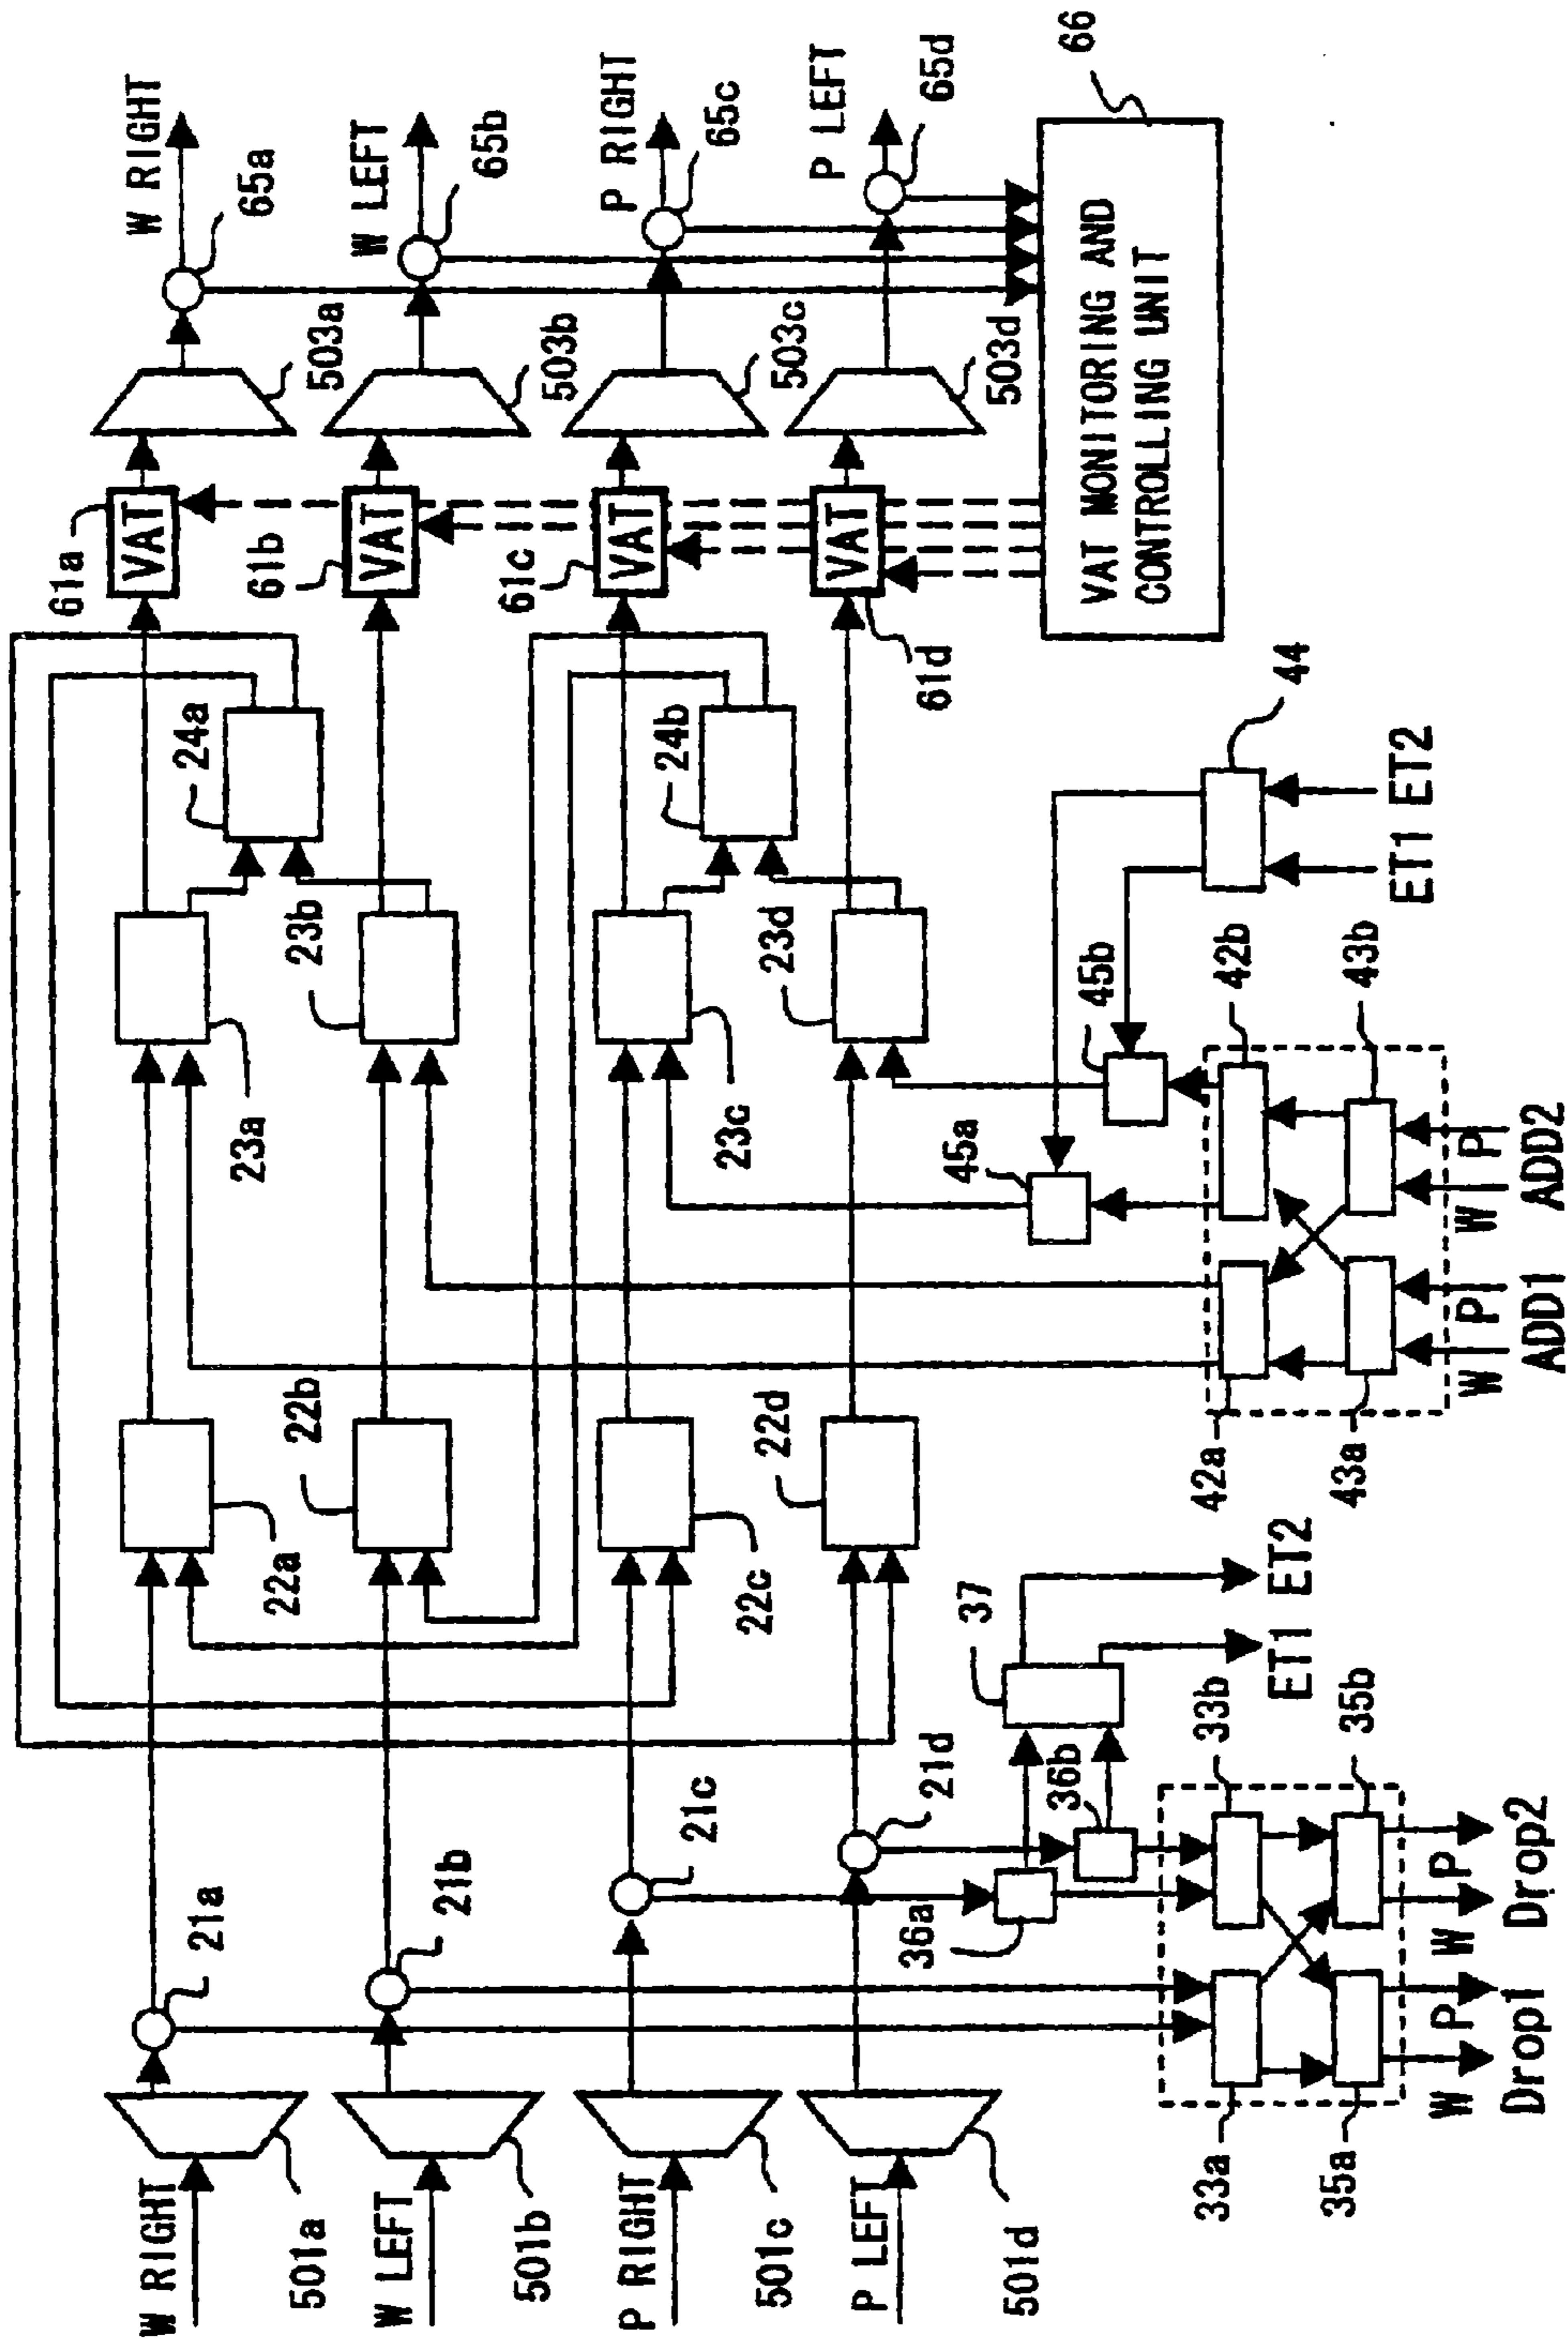 W RIGHT
501a
W LEFT
501b
P RIGHT
501c
P LEFT
501d
21a
21b
21c
21d
36a
36b
37
ET1 ET2
33a
33b
35a
35b
W P W P
Drop1 Drop2
22a
22b
22c
22d
23a
23b
23c
23d
24a
24b
42a
42b
43a
43b
45a
45b
44
ET1 ET2
W P W P
ADD1 ADD2
61a
VAT
61b
VAT
61c
VAT
61d
VAT
503a
503b
503c
503d
W RIGHT
65a
W LEFT
65b
P RIGHT
65c
P LEFT
65d
66
VAT MONITORING AND
CONTROLLING UNIT